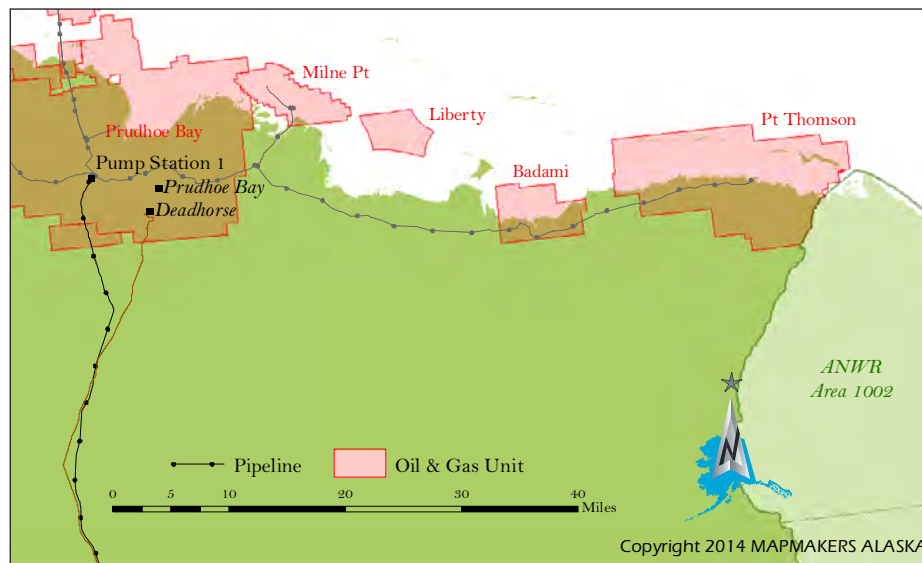 Milne Pt
Liberty
Pt Thomson
Prudhoe Bay
Pump Station 1
Badami
Prudhoe Bay
Deadhorse
ANWR
Area 1002
N
Pipeline
Oil & Gas Unit
0 5 10 20 30 40
Miles
Copyright 2014 MAPMAKERS ALASKA